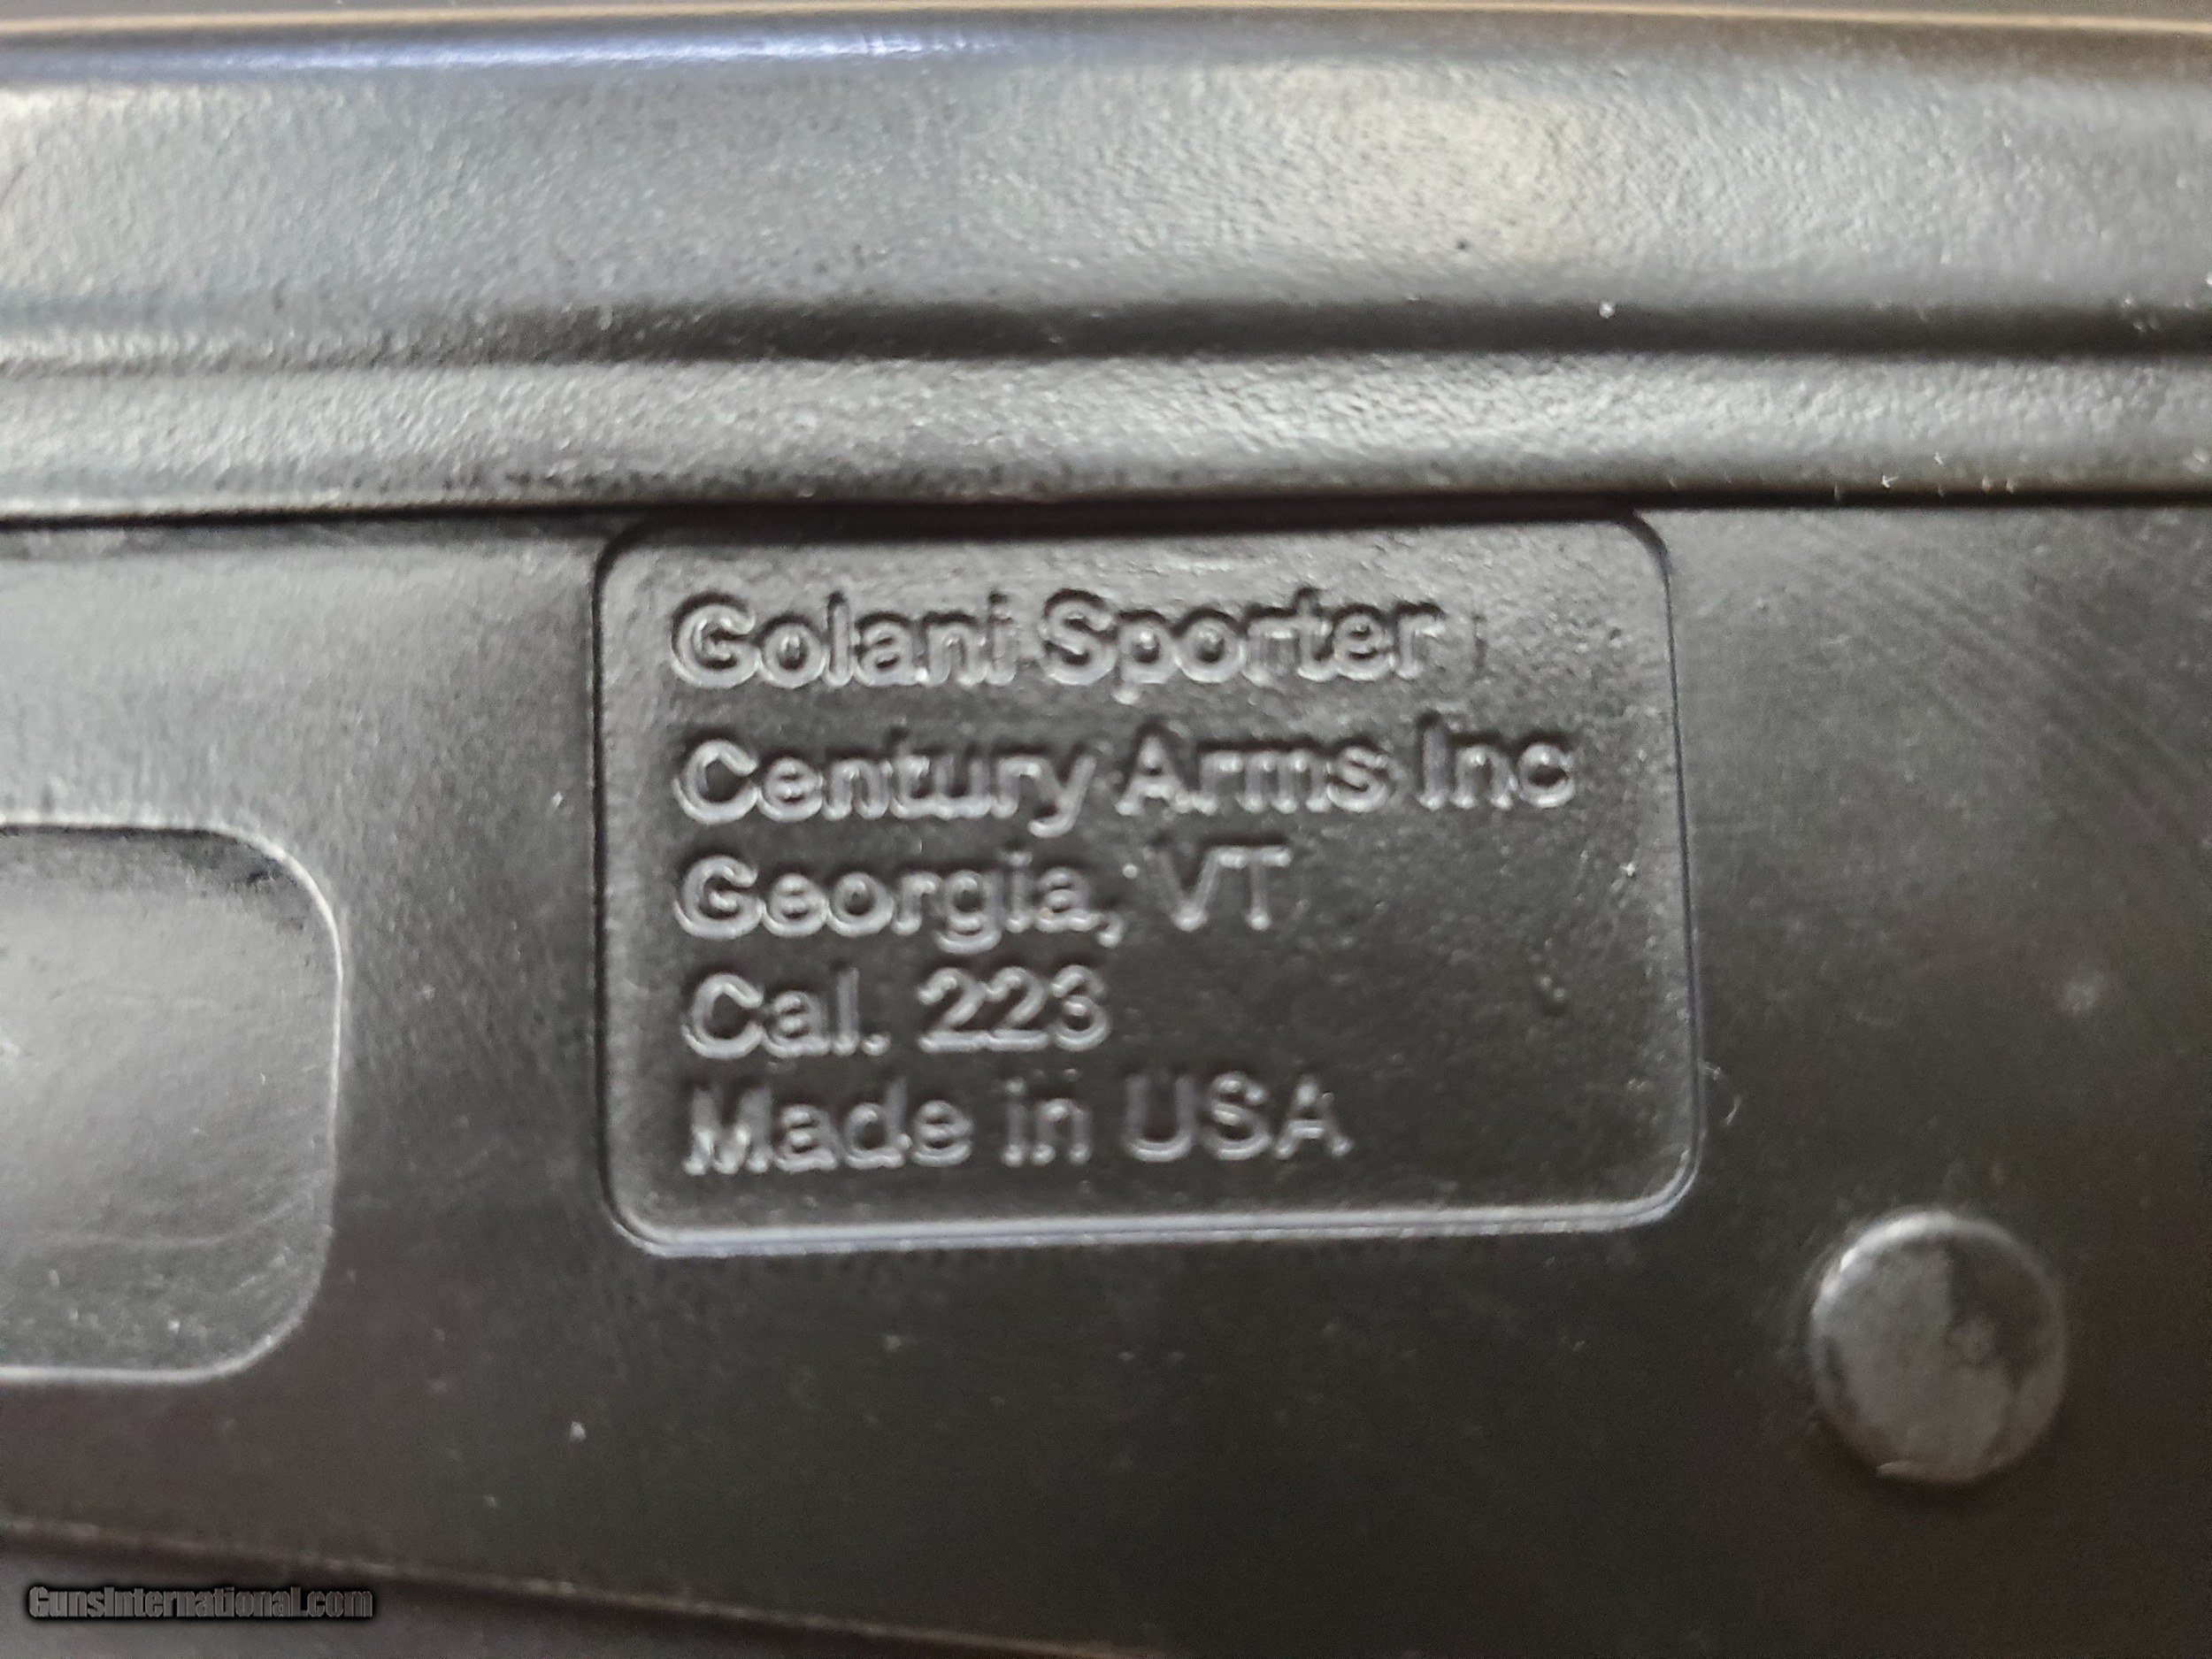 Golani Sporter
Century Arms Inc
Georgia, VT
Cal. 223
Made in USA
GunsInternational.com